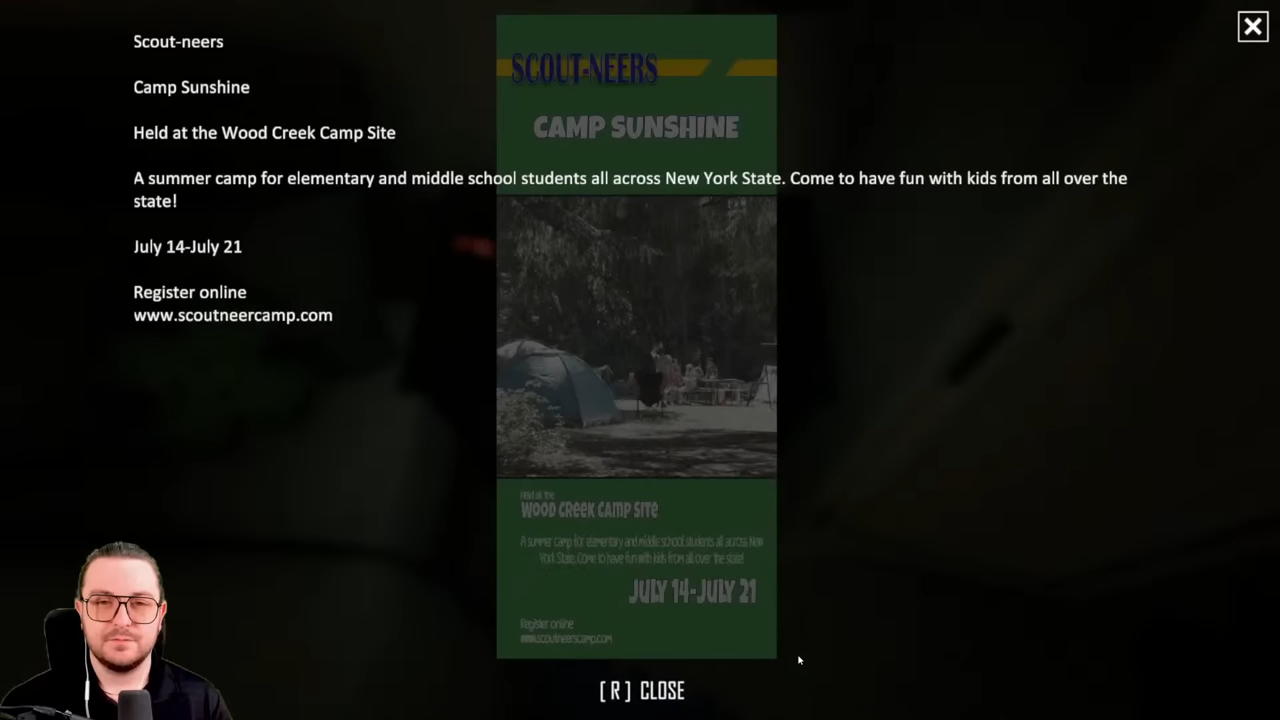 Scout-neers
Camp Sunshine
Held at the Wood Creek Camp Site
A summer camp for elementary and middle school students all across New York State. Come to have fun with kids from all over the
state!
July 14-July 21
Register online
www.scoutneercamp.com
SCOUT-NEERS
CAMP SUNSHINE
Held at the
WOOD CREEK CAMP SITE
A summer camp for elementary and middle school students all across New
York State. Come to have fun with kids from all over the state!
JULY 14-JULY 21
Register online
www.scoutneerscamp.com
[ R ] CLOSE